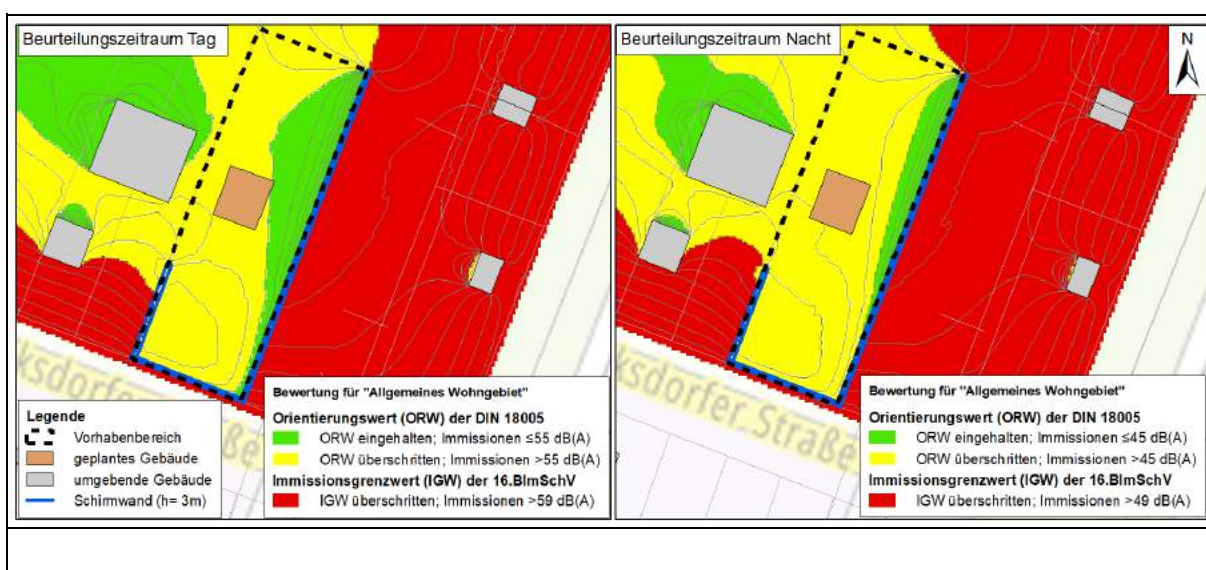 Beurteilungszeitraum Tag
ksdorfer Straße
Legende
Vorhabenbereich
geplantes Gebäude
umgebende Gebäude
Schirmwand (h= 3m)
Bewertung für "Allgemeines Wohngebiet"
Orientierungswert (ORW) der DIN 18005
ORW eingehalten; Immissionen ≤55 dB(A)
ORW überschritten; Immissionen >55 dB(A)
Immissionsgrenzwert (IGW) der 16.BImSchV
IGW überschritten; Immissionen >59 dB(A)
Beurteilungszeitraum Nacht
N
ksdorfer Straße
Bewertung für "Allgemeines Wohngebiet"
Orientierungswert (ORW) der DIN 18005
ORW eingehalten; Immissionen ≤45 dB(A)
ORW überschritten; Immissionen >45 dB(A)
Immissionsgrenzwert (IGW) der 16.BImSchV
IGW überschritten; Immissionen >49 dB(A)